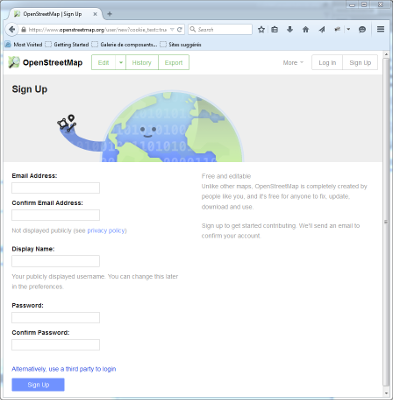 OpenStreetMap | Sign Up
https://www.openstreetmap.org/user/new?cookie_test=true
Search
Most Visited Getting Started Galerie de composants... Sites suggérés
OpenStreetMap Edit History Export More Log in Sign Up
Sign Up
Email Address:
Confirm Email Address:
Not displayed publicly (see privacy policy)
Display Name:
Your publicly displayed username. You can change this later
in the preferences.
Password:
Confirm Password:
Alternatively, use a third party to login
Sign Up
Free and editable
Unlike other maps, OpenStreetMap is completely created by
people like you, and it's free for anyone to fix, update,
download and use.
Sign up to get started contributing. We'll send an email to
confirm your account.